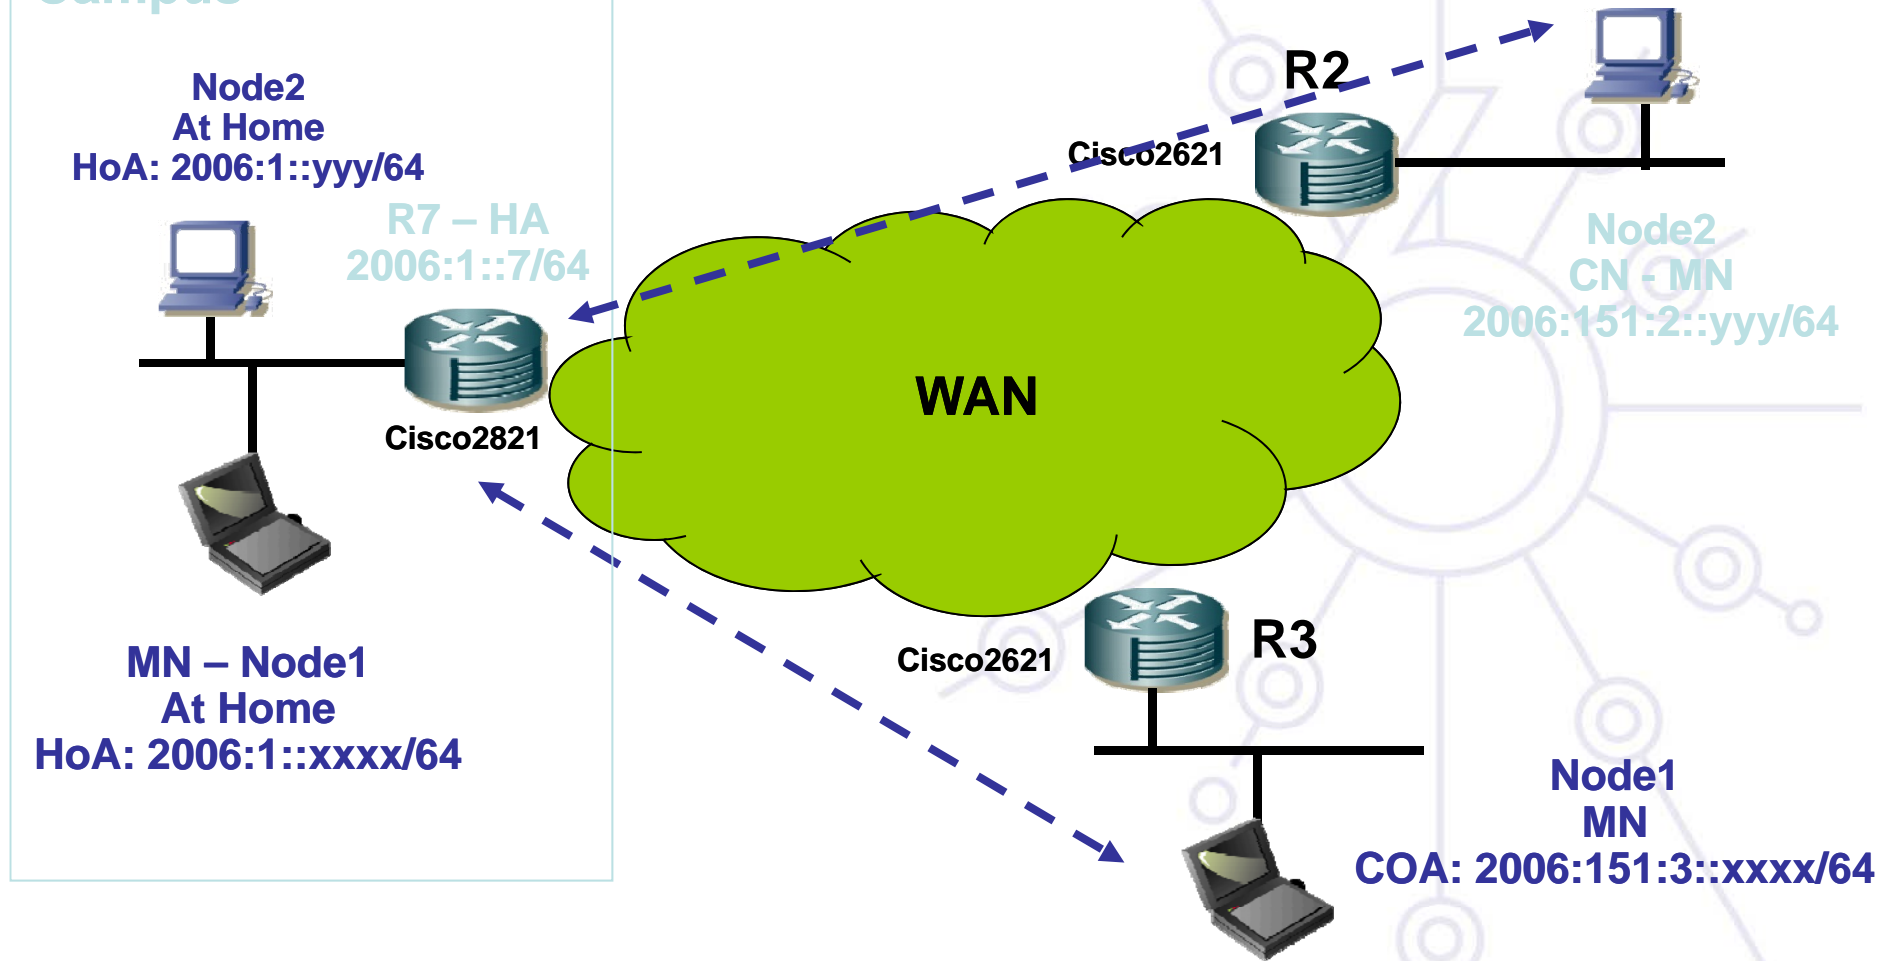 Campus
Node2
At Home
HoA: 2006:1::yyy/64
R7 – HA
2006:1::7/64
Cisco2821
MN – Node1
At Home
HoA: 2006:1::xxxx/64
WAN
R2
Cisco2621
Node2
CN - MN
2006:151:2::yyy/64
Cisco2621
R3
Node1
MN
COA: 2006:151:3::xxxx/64